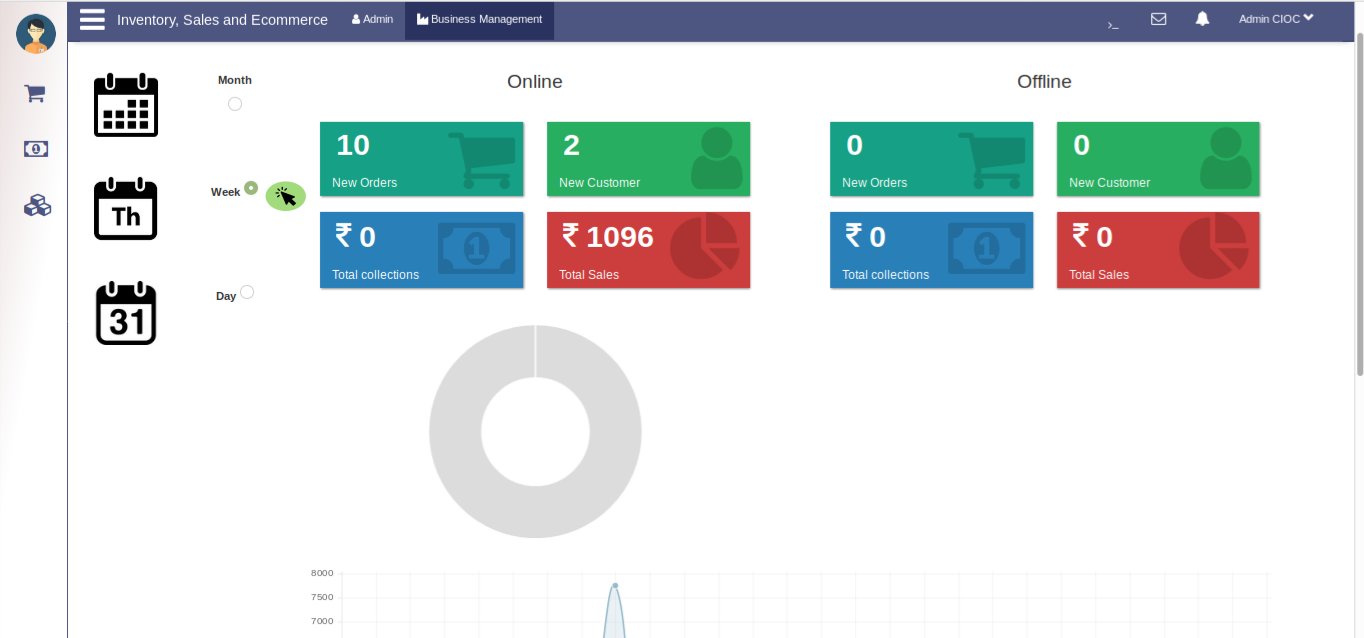 Inventory, Sales and Ecommerce
Admin
Business Management
>_
Admin CIOC
Month
Week
Th
Day
31
Online
10
New Orders
2
New Customer
₹ 0
1
Total collections
₹ 1096
Total Sales
Offline
0
New Orders
0
New Customer
₹ 0
1
Total collections
₹ 0
Total Sales
8000
7500
7000